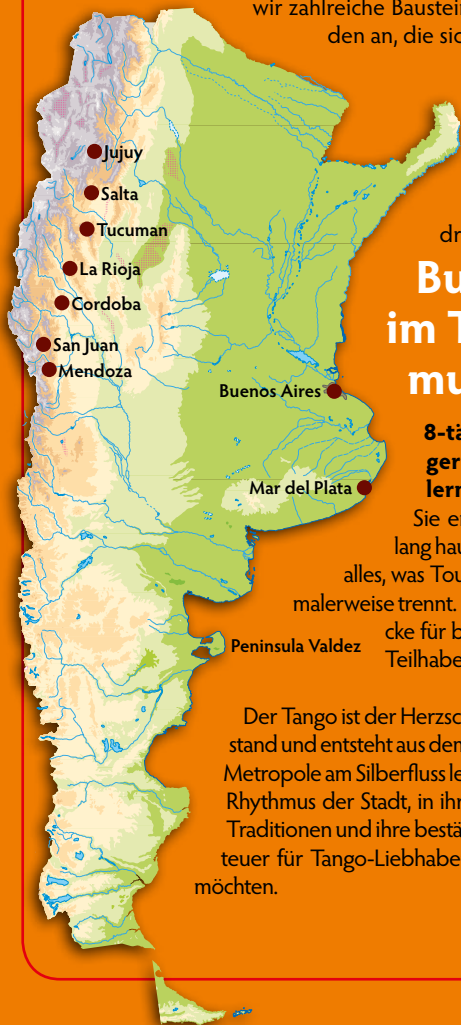 wir zahlreiche Baustein
den an, die sic
Jujuy
Salta
Tucuman
La Rioja
Cordoba
San Juan
Mendoza
Buenos Aires
Mar del Plata
Peninsula Valdez
dr
Bu
im T
mu
8-tä
ger
lern
Sie er
lang hau
alles, was Tou
malerweise trennt.
cke für b
Teilhabe
Der Tango ist der Herzsc
stand und entsteht aus dem
Metropole am Silberfluss le
Rhythmus der Stadt, in ihr
Traditionen und ihre bestä
teuer für Tango-Liebhabe
möchten.